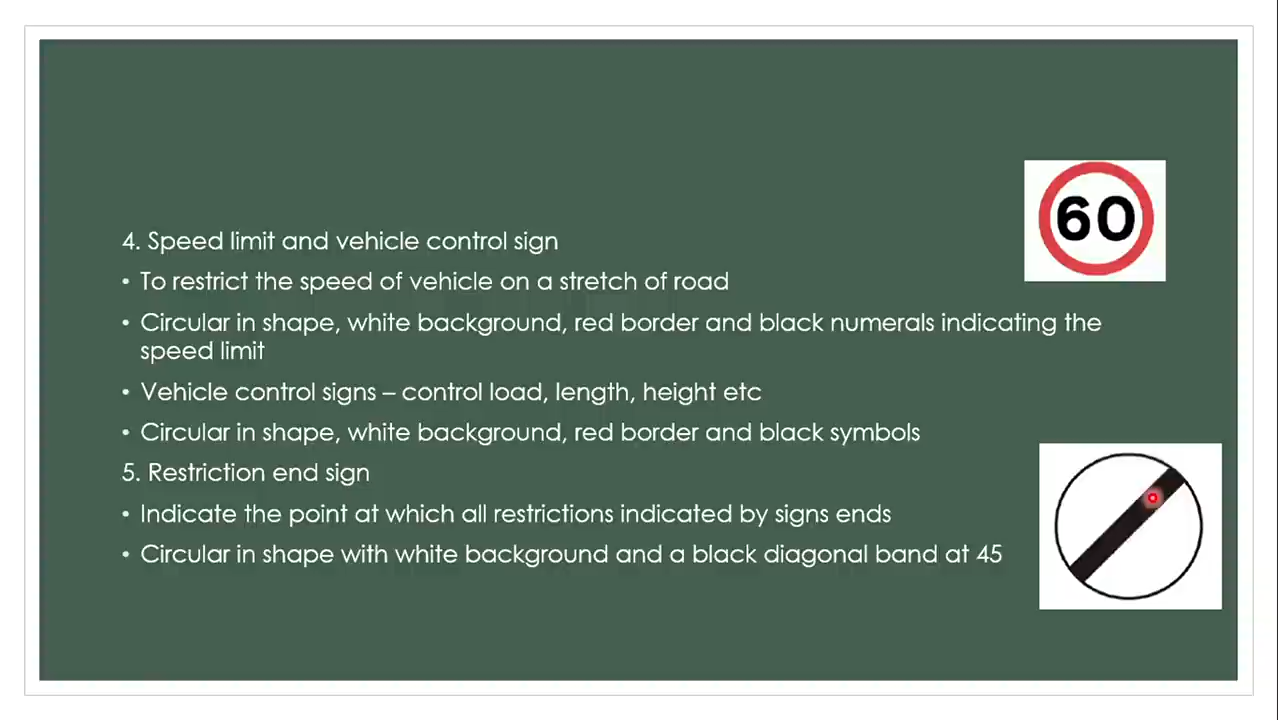 60
4. Speed limit and vehicle control sign
• To restrict the speed of vehicle on a stretch of road
• Circular in shape, white background, red border and black numerals indicating the
speed limit
• Vehicle control signs – control load, length, height etc
• Circular in shape, white background, red border and black symbols
5. Restriction end sign
• Indicate the point at which all restrictions indicated by signs ends
• Circular in shape with white background and a black diagonal band at 45